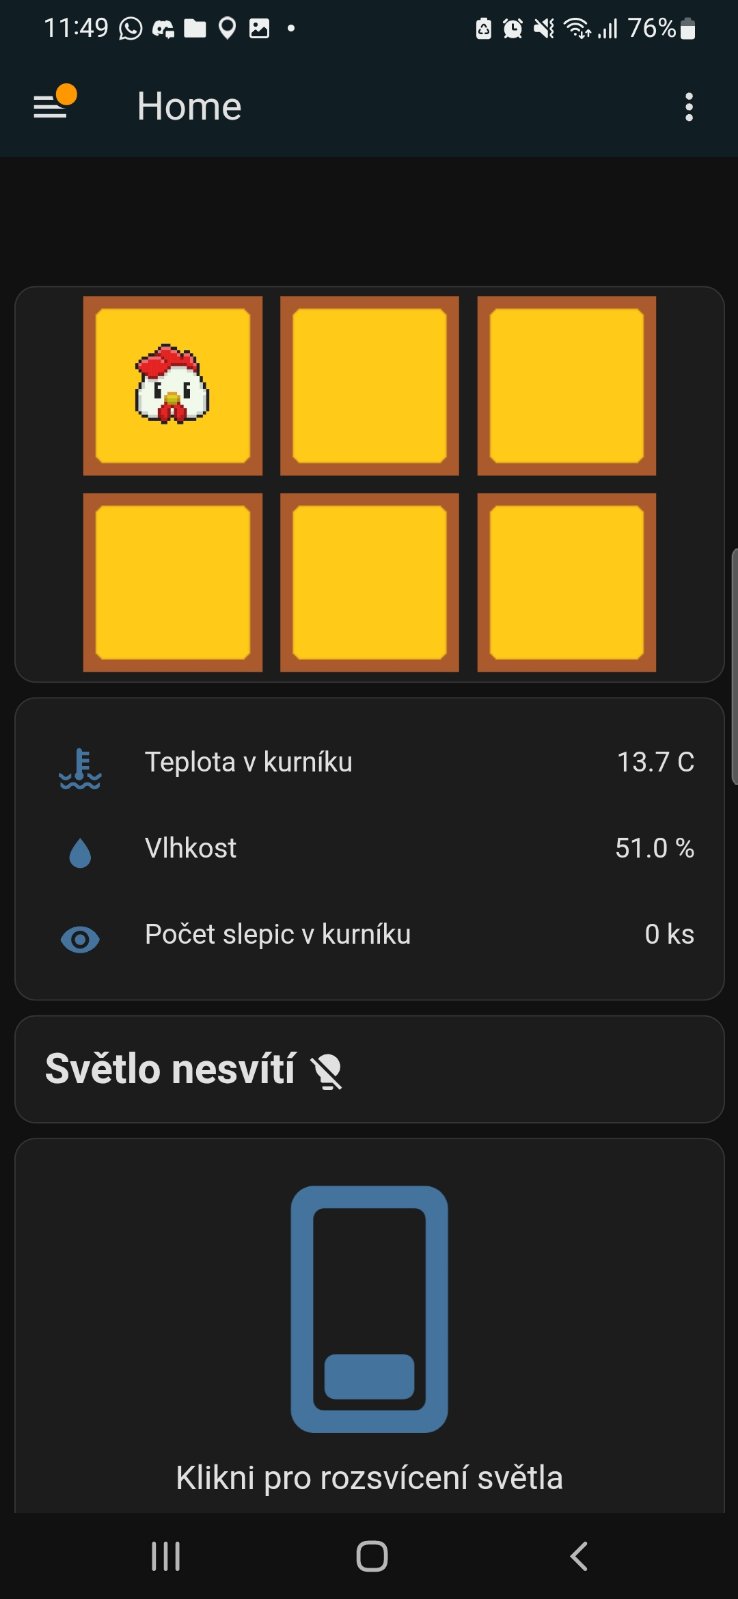 11:49
76%
Home
Teplota v kurníku 13.7 C
Vlhkost 51.0 %
Počet slepic v kurníku 0 ks
Světlo nesvítí
Klikni pro rozsvícení světla